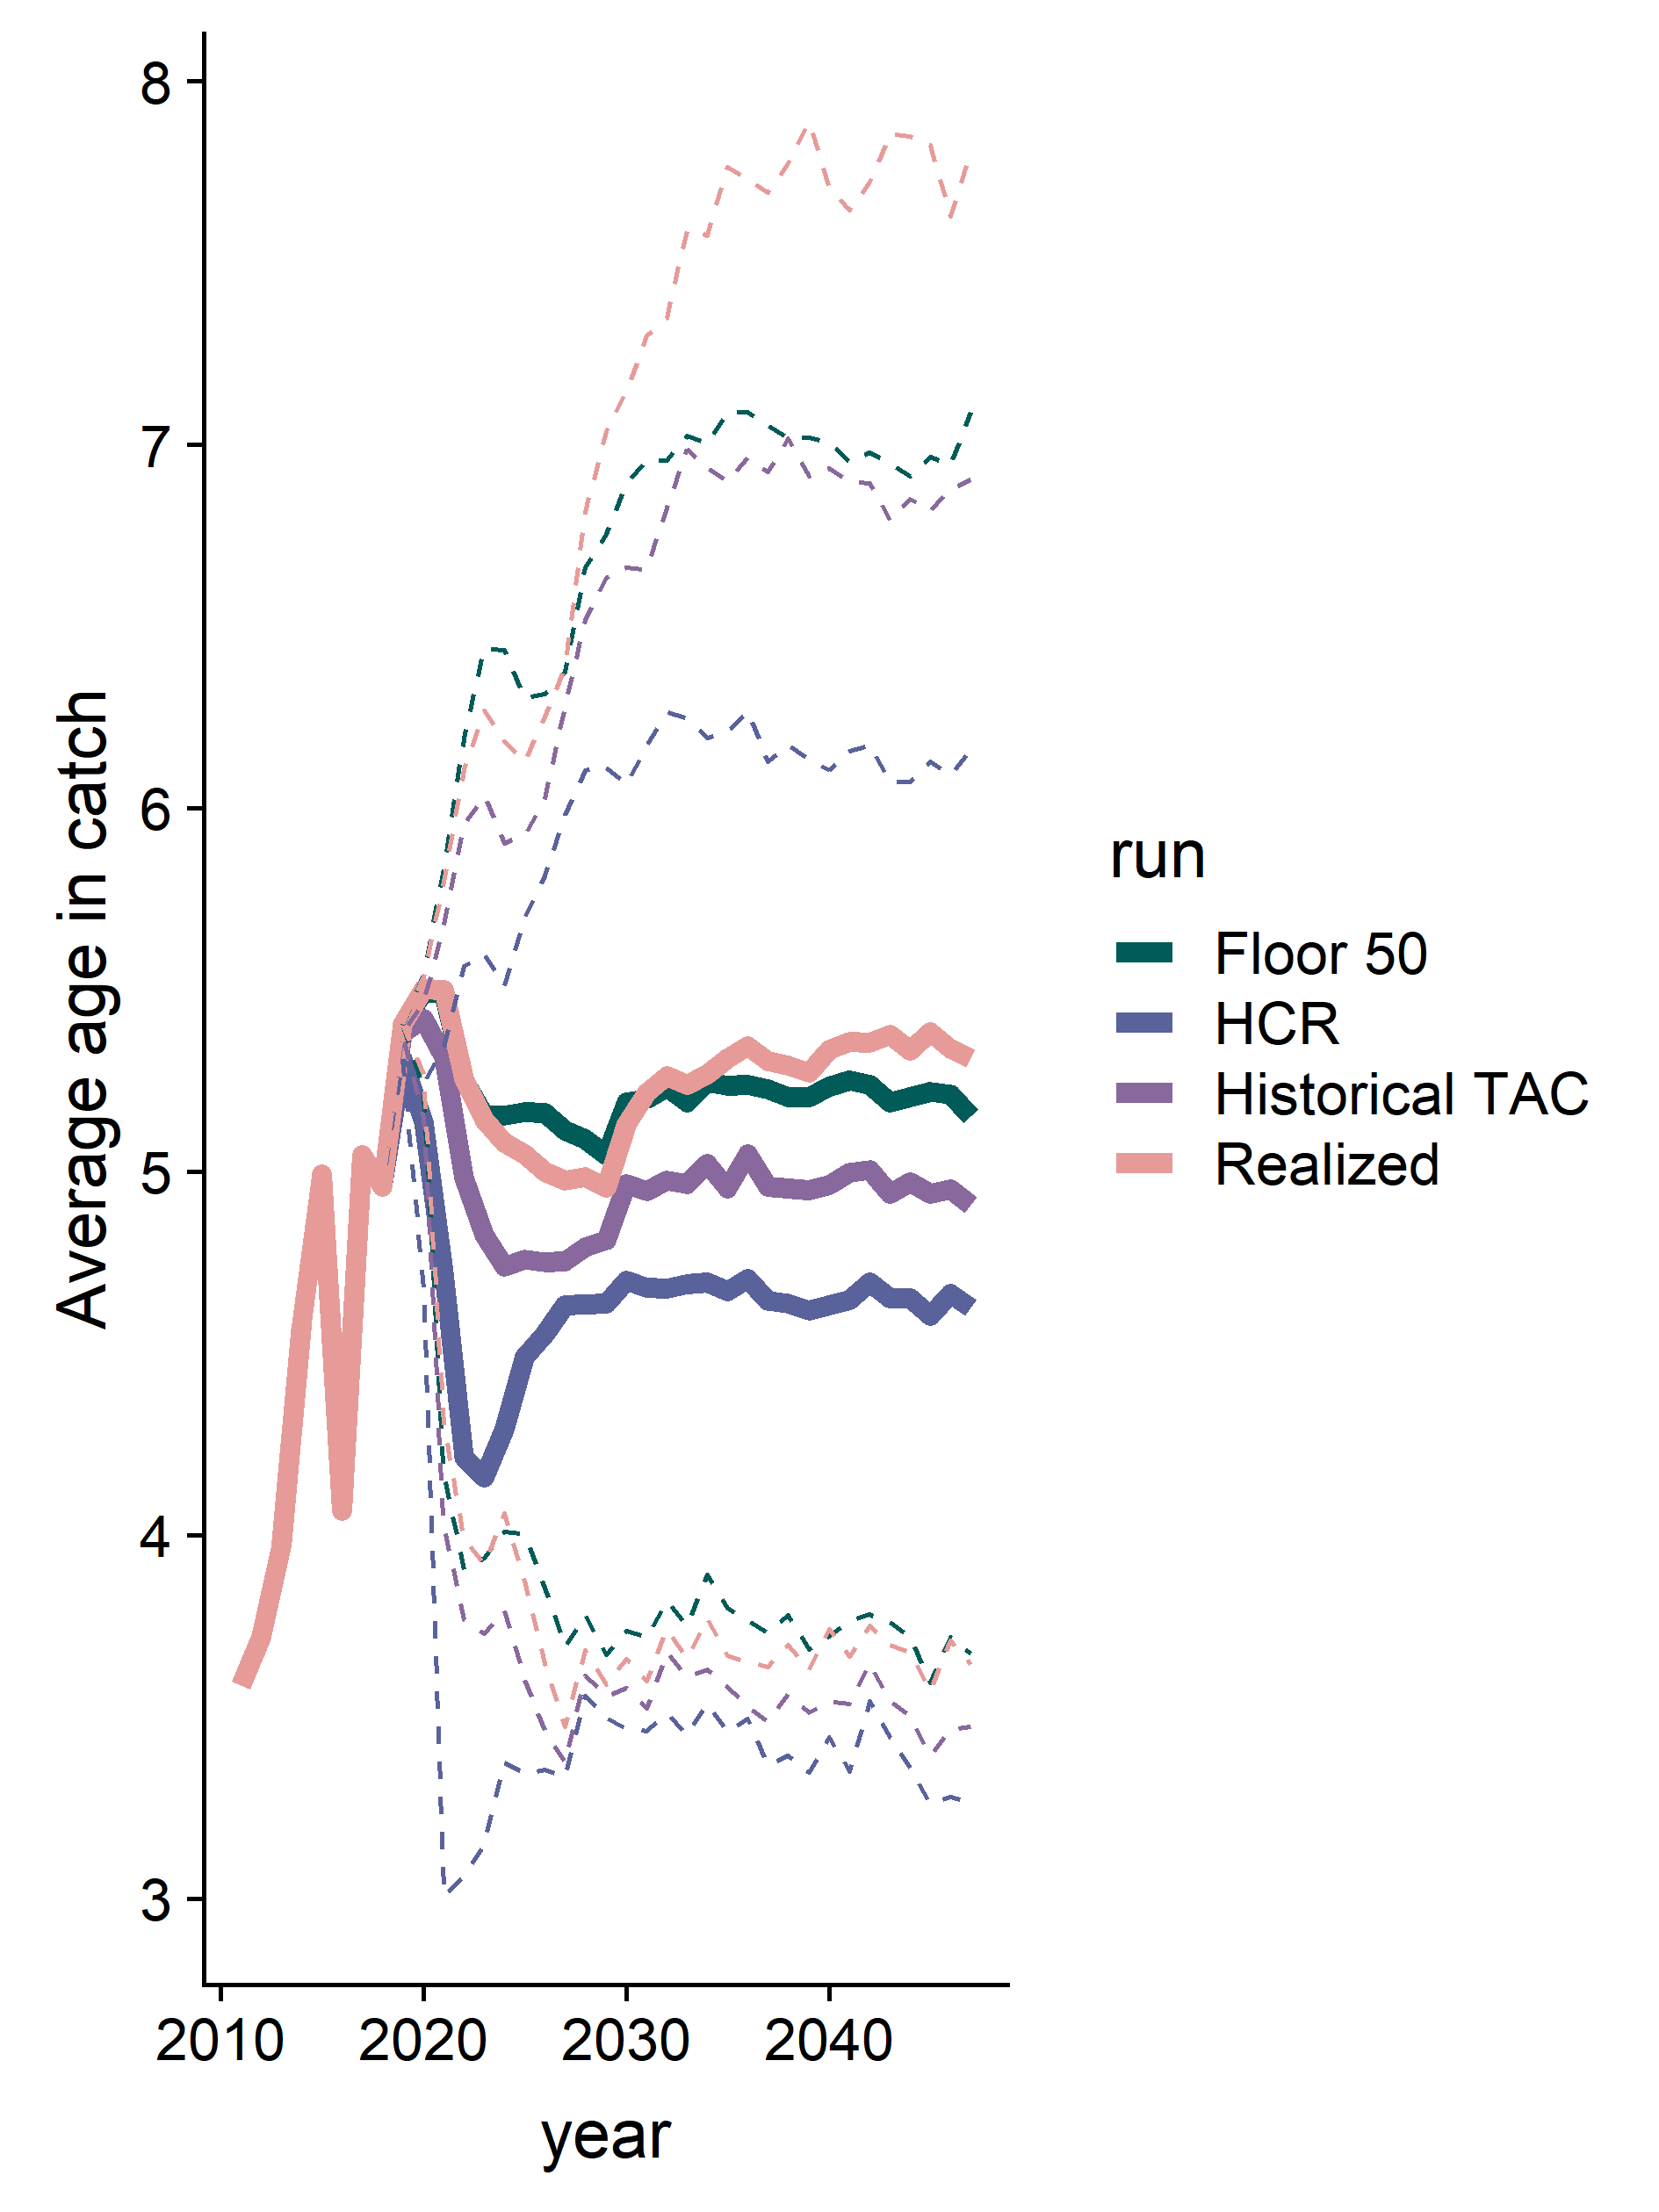 Average age in catch
8
7
6
5
4
3
2010 2020 2030 2040
year
run
Floor 50
HCR
Historical TAC
Realized